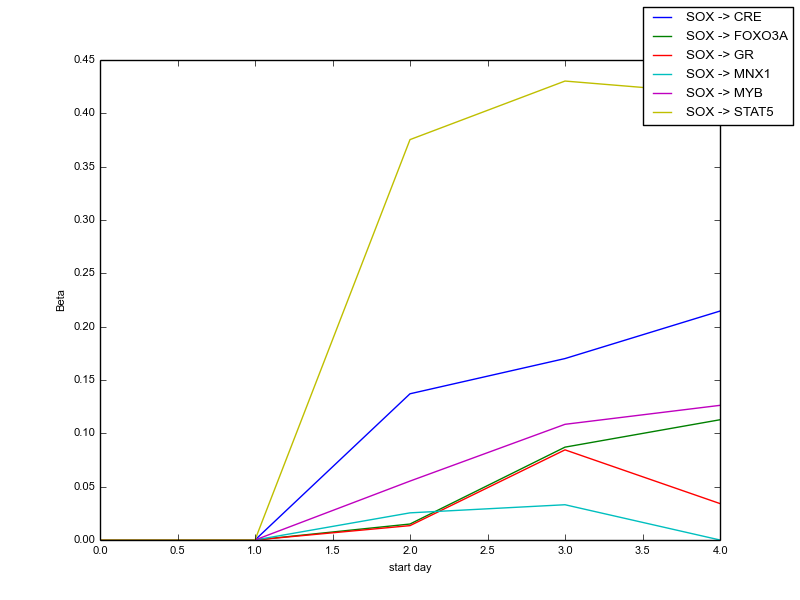 SOX -> CRE
SOX -> FOXO3A
SOX -> GR
SOX -> MNX1
SOX -> MYB
SOX -> STAT5
0.45
0.40
0.35
0.30
0.25
0.20
0.15
0.10
0.05
0.00
Beta
0.0 0.5 1.0 1.5 2.0 2.5 3.0 3.5 4.0
start day